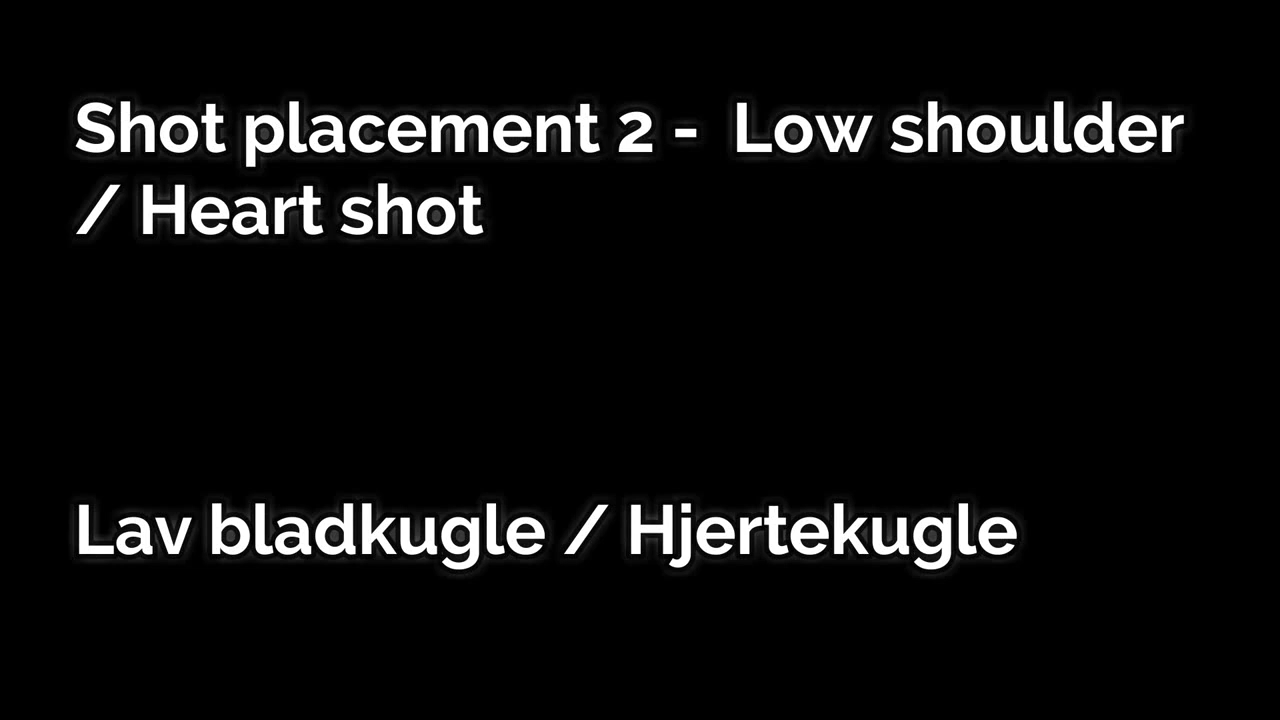 Shot placement 2 -  Low shoulder
/ Heart shot
Lav bladkugle / Hjertekugle